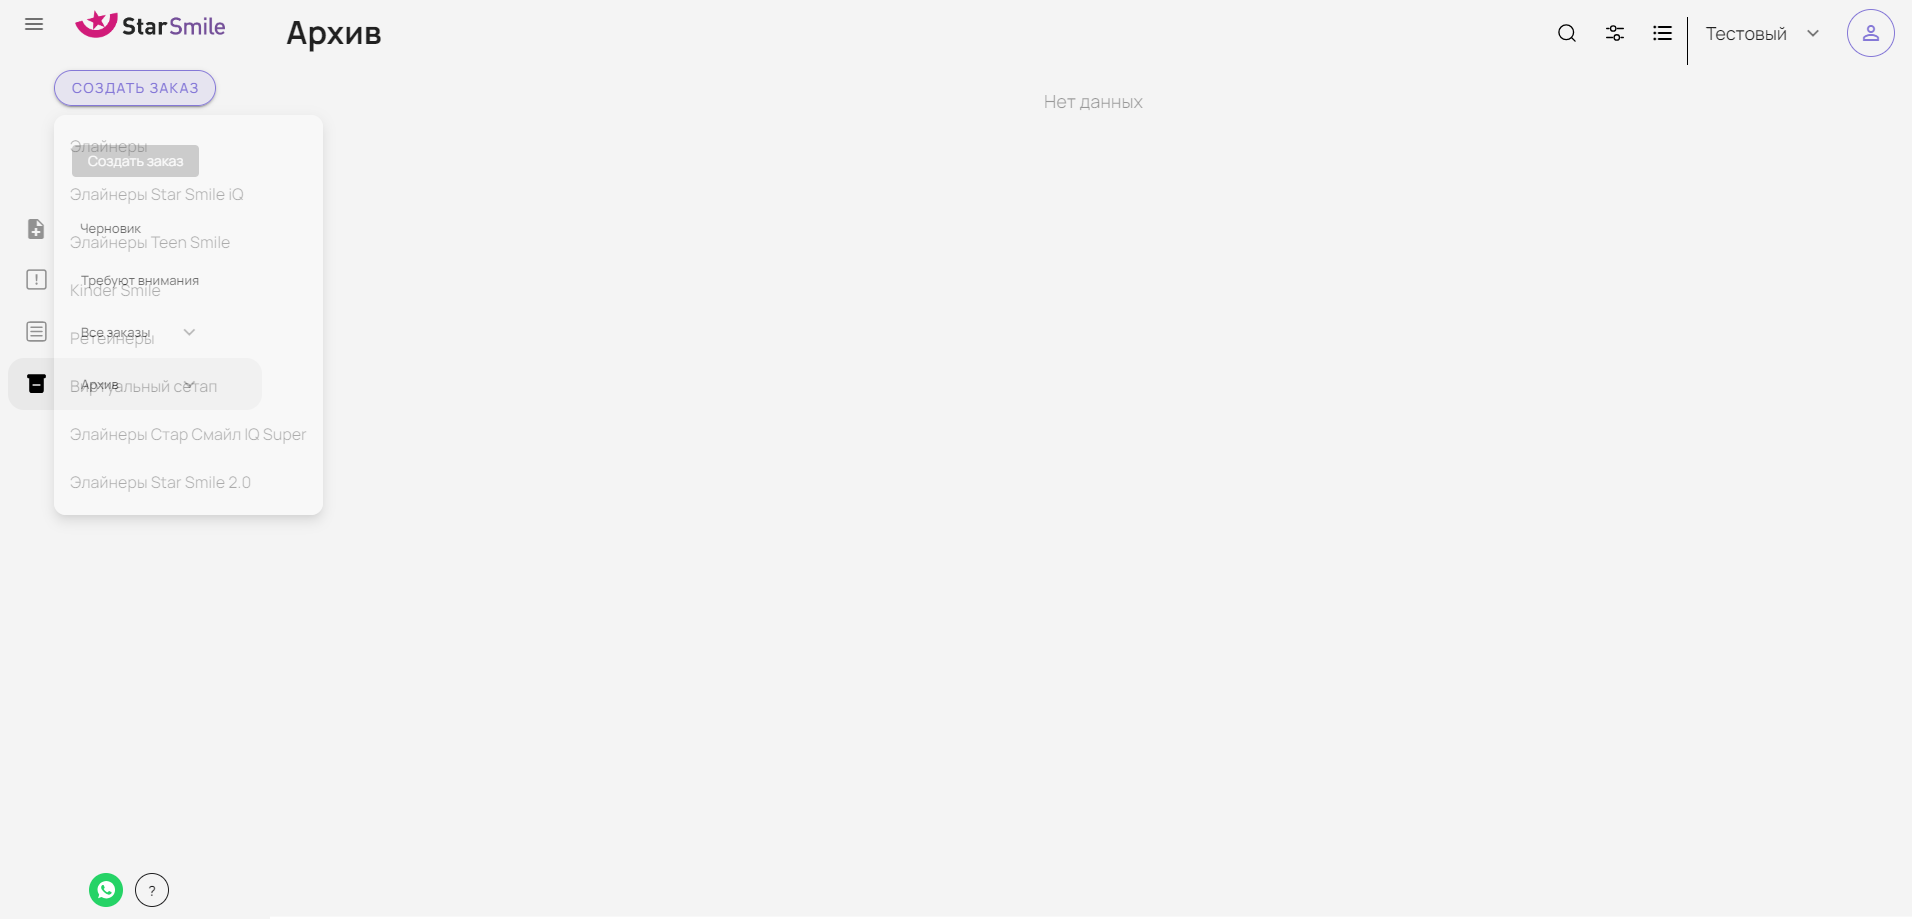 StarSmile
Архив
Тестовый
СОЗДАТЬ ЗАКАЗ
Нет данных
Элайнеры
Создать заказ
Элайнеры Star Smile iQ
Черновик
Элайнеры Teen Smile
Требуют внимания
Kinder Smile
Все заказы
Ретейнеры
Архив
Виртуальный сетап
Элайнеры Стар Смайл IQ Super
Элайнеры Star Smile 2.0
?